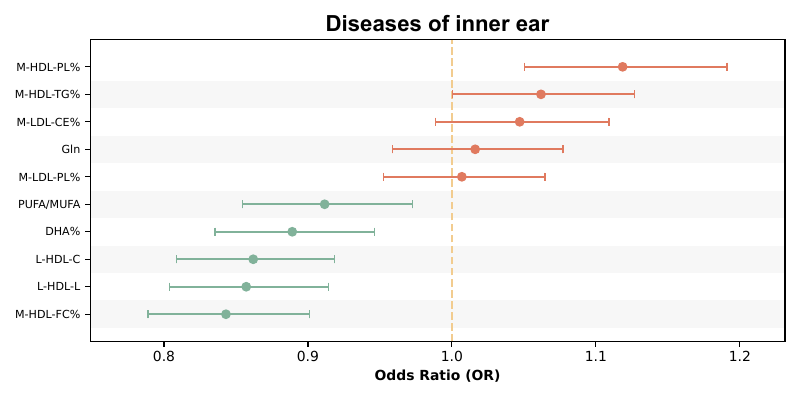 Diseases of inner ear
M-HDL-PL%
M-HDL-TG%
M-LDL-CE%
Gln
M-LDL-PL%
PUFA/MUFA
DHA%
L-HDL-C
L-HDL-L
M-HDL-FC%
0.8 0.9 1.0 1.1 1.2
Odds Ratio (OR)